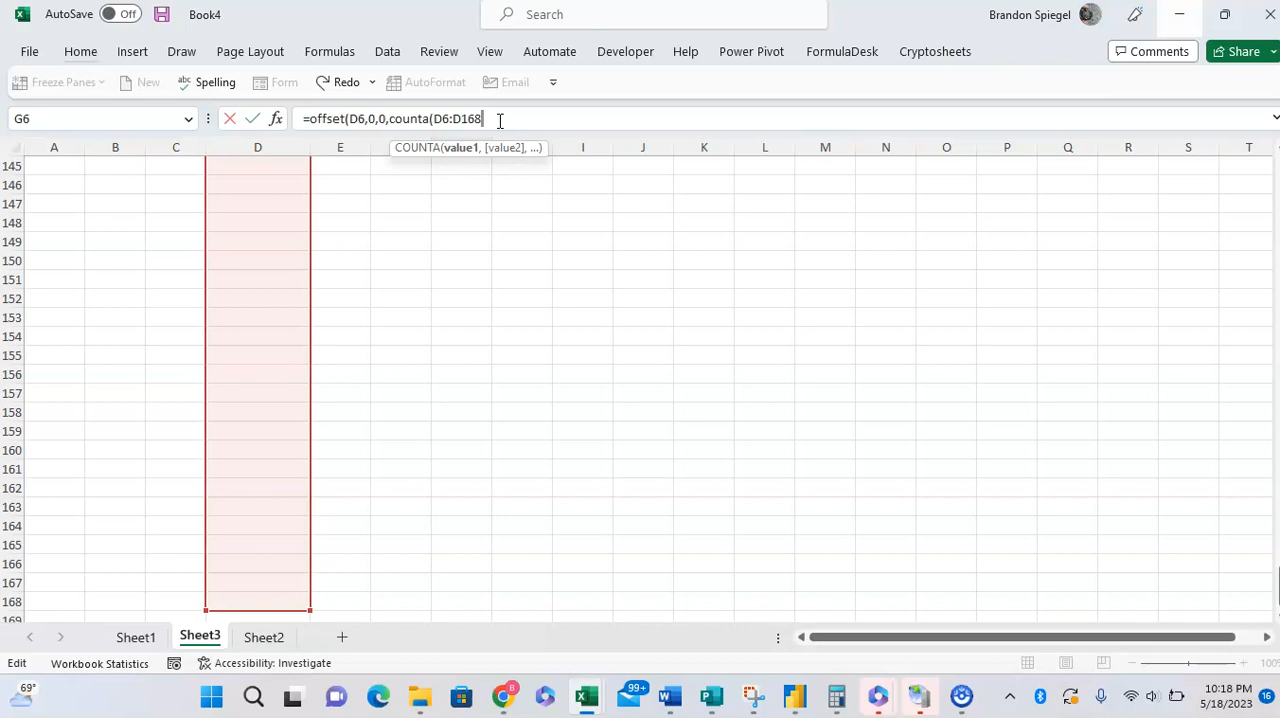 AutoSave Off Book4 Search Brandon Spiegel
File Home Insert Draw Page Layout Formulas Data Review View Automate Developer Help Power Pivot FormulaDesk Cryptosheets Comments Share
Freeze Panes New Spelling Form Redo AutoFormat Email
G6 =offset(D6,0,0,counta(D6:D168
COUNTA(value1, [value2], ...)
A B C D E I J K L M N O P Q R S T
145
146
147
148
149
150
151
152
153
154
155
156
157
158
159
160
161
162
163
164
165
166
167
168
169
Sheet1 Sheet3 Sheet2
Edit Workbook Statistics Accessibility: Investigate 100%
69° 99+ 10:18 PM 16
5/18/2023